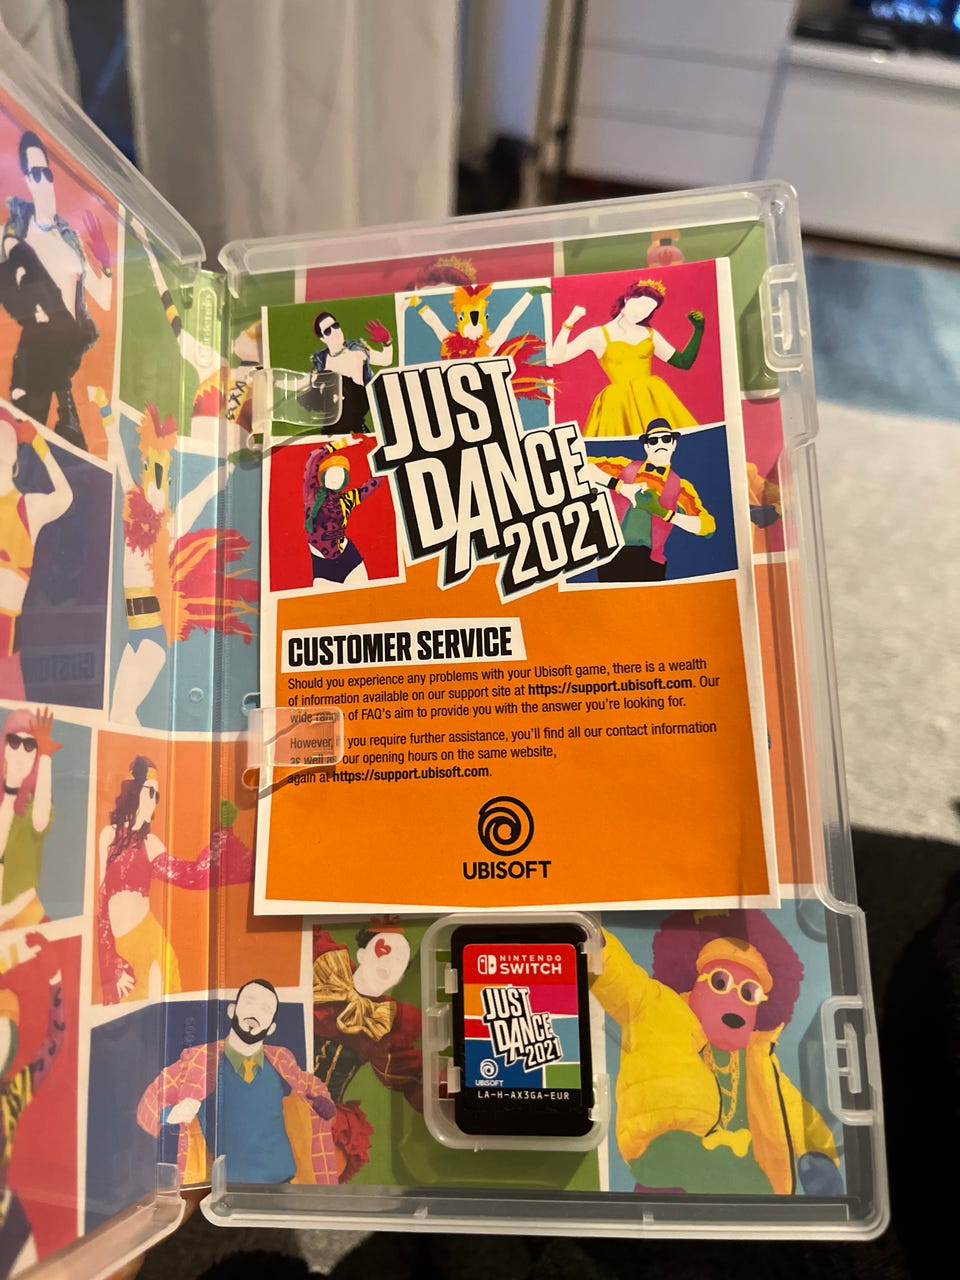 JUST
DANCE
2021
CUSTOMER SERVICE
Should you experience any problems with your Ubisoft game, there is a wealth
of information available on our support site at https://support.ubisoft.com. Our
wide range of FAQ's aim to provide you with the answer you're looking for.
However, if you require further assistance, you'll find all our contact information
as well as our opening hours on the same website,
again at https://support.ubisoft.com.
UBISOFT
NINTENDO
SWITCH
JUST
DANCE
2021
UBISOFT
LA-H-AX3GA-EUR